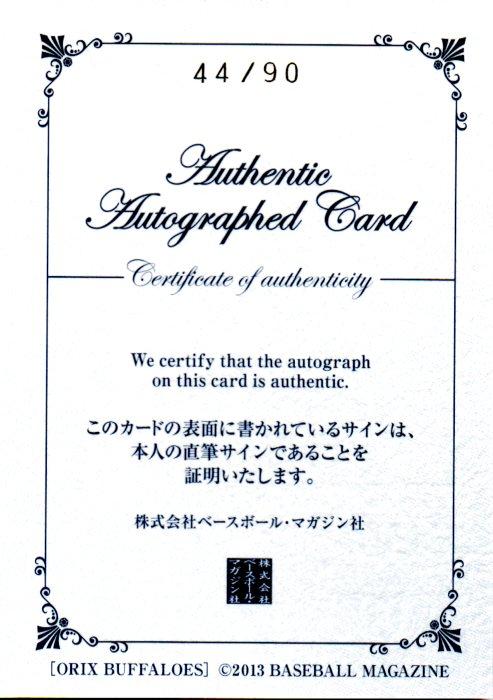 44/90
Authentic
Autographed Card
Certificate of authenticity
We certify that the autograph
on this card is authentic.
このカードの表面に書かれているサインは、
本人の直筆サインであることを
証明いたします。
株式会社ベースボール・マガジン社
株式会社
ベースボール・
マガジン社
[ORIX BUFFALOES] ©2013 BASEBALL MAGAZINE